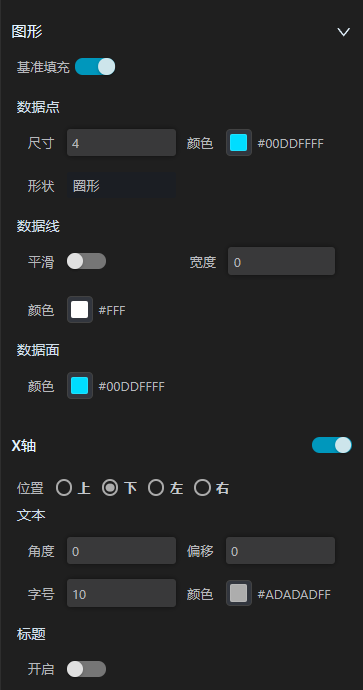 图形
基准填充
数据点
尺寸 4 颜色 #00DDFFFF
形状 圈形
数据线
平滑 宽度 0
颜色 #FFF
数据面
颜色 #00DDFFFF
X轴
位置 上 下 左 右
文本
角度 0 偏移 0
字号 10 颜色 #ADADADFF
标题
开启